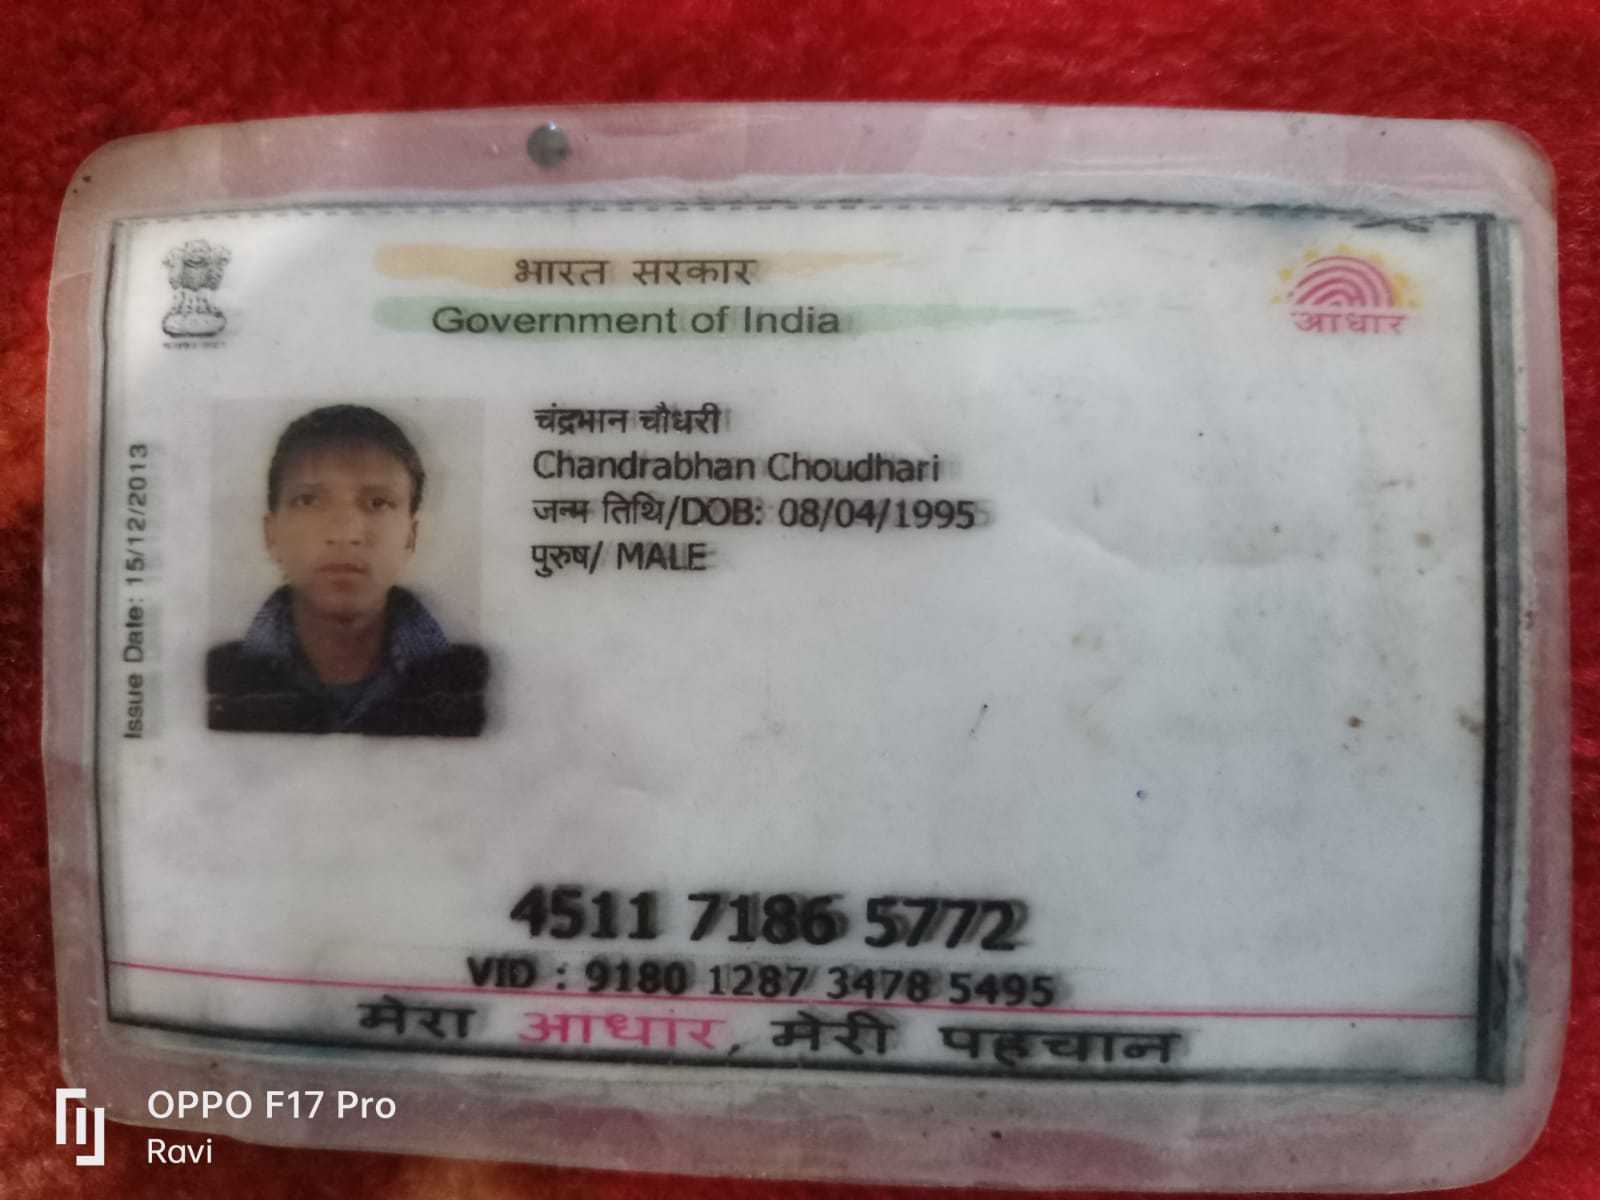 भारत सरकार
Government of India
आधार
Issue Date: 15/12/2013
चंद्रभान चौधरी
Chandrabhan Choudhari
जन्म तिथि/DOB: 08/04/1995
पुरुष/ MALE
4511 7186 5772
VID : 9180 1287 3478 5495
मेरा आधार, मेरी पहचान
OPPO F17 Pro
Ravi